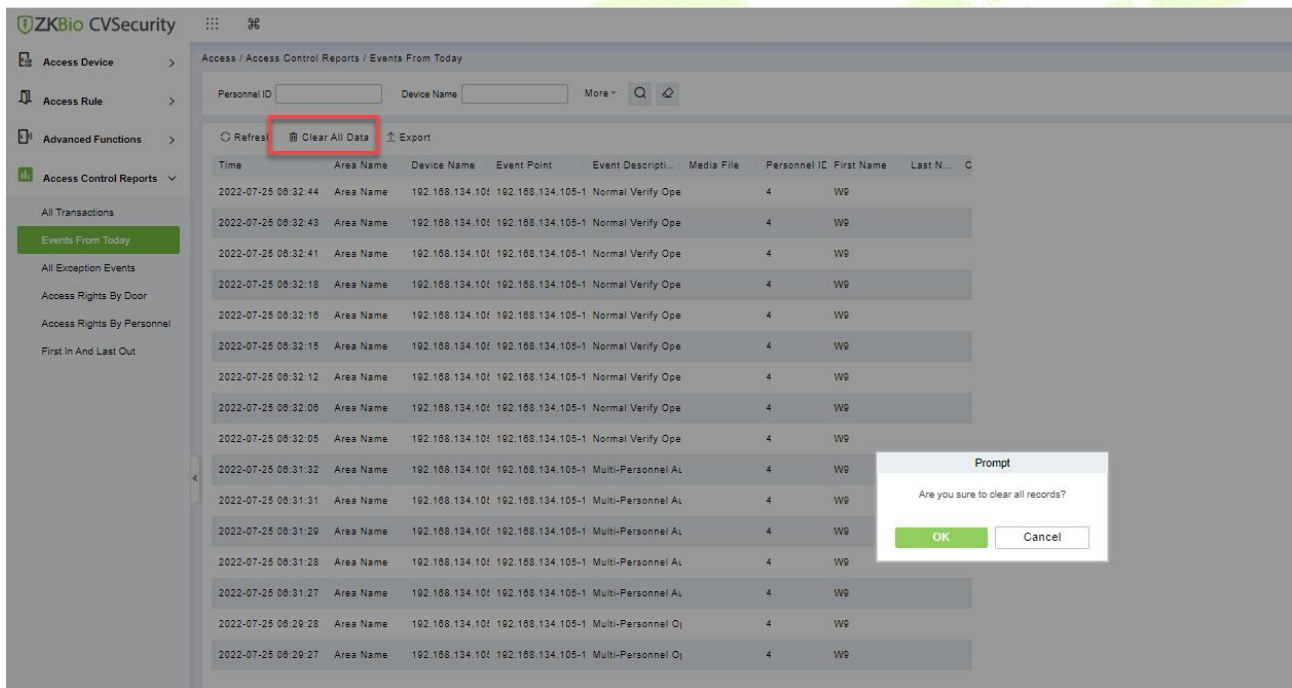 ZKBio CVSecurity
Access Device
Access Rule
Advanced Functions
Access Control Reports
All Transactions
Events From Today
All Exception Events
Access Rights By Door
Access Rights By Personnel
First In And Last Out
Access / Access Control Reports / Events From Today
Personnel ID Device Name More
Refresh Clear All Data Export
Time Area Name Device Name Event Point Event Descripti... Media File Personnel ID First Name Last N... C
2022-07-25 06:32:44 Area Name 192.168.134.10 192.168.134.105-1 Normal Verify Ope 4 W9
2022-07-25 06:32:43 Area Name 192.168.134.10 192.168.134.105-1 Normal Verify Ope 4 W9
2022-07-25 06:32:41 Area Name 192.168.134.10 192.168.134.105-1 Normal Verify Ope 4 W9
2022-07-25 06:32:18 Area Name 192.168.134.10 192.168.134.105-1 Normal Verify Ope 4 W9
2022-07-25 06:32:16 Area Name 192.168.134.10 192.168.134.105-1 Normal Verify Ope 4 W9
2022-07-25 06:32:15 Area Name 192.168.134.10 192.168.134.105-1 Normal Verify Ope 4 W9
2022-07-25 06:32:12 Area Name 192.168.134.10 192.168.134.105-1 Normal Verify Ope 4 W9
2022-07-25 06:32:06 Area Name 192.168.134.10 192.168.134.105-1 Normal Verify Ope 4 W9
2022-07-25 06:32:05 Area Name 192.168.134.10 192.168.134.105-1 Normal Verify Ope 4 W9
2022-07-25 06:31:32 Area Name 192.168.134.10 192.168.134.105-1 Multi-Personnel Au 4 W9
2022-07-25 06:31:31 Area Name 192.168.134.10 192.168.134.105-1 Multi-Personnel Au 4 W9
2022-07-25 06:31:29 Area Name 192.168.134.10 192.168.134.105-1 Multi-Personnel Au 4 W9
2022-07-25 06:31:28 Area Name 192.168.134.10 192.168.134.105-1 Multi-Personnel Au 4 W9
2022-07-25 06:31:27 Area Name 192.168.134.10 192.168.134.105-1 Multi-Personnel Au 4 W9
2022-07-25 06:29:28 Area Name 192.168.134.10 192.168.134.105-1 Multi-Personnel Op 4 W9
2022-07-25 06:29:27 Area Name 192.168.134.10 192.168.134.105-1 Multi-Personnel Op 4 W9
Prompt
Are you sure to clear all records?
OK Cancel